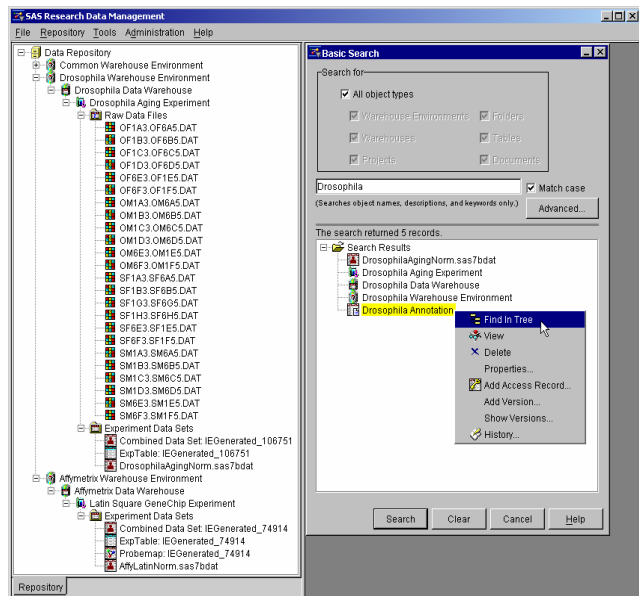 SAS Research Data Management
File Repository Tools Administration Help
Data Repository
Common Warehouse Environment
Drosophila Warehouse Environment
Drosophila Data Warehouse
Drosophila Aging Experiment
Raw Data Files
OF1A3.OF6A5.DAT
OF1B3.OF6B5.DAT
OF1C3.OF6C5.DAT
OF1D3.OF6D5.DAT
OF6E3.OF1E5.DAT
OF6F3.OF1F5.DAT
OM1A3.OM6A5.DAT
OM1B3.OM6B5.DAT
OM1C3.OM6C5.DAT
OM1D3.OM6D5.DAT
OM6E3.OM1E5.DAT
OM6F3.OM1F5.DAT
SF1A3.SF6A5.DAT
SF1B3.SF6B5.DAT
SF1G3.SF6G5.DAT
SF1H3.SF6H5.DAT
SF6E3.SF1E5.DAT
SF6F3.SF1F5.DAT
SM1A3.SM6A5.DAT
SM1B3.SM6B5.DAT
SM1C3.SM6C5.DAT
SM1D3.SM6D5.DAT
SM6E3.SM1E5.DAT
SM6F3.SM1F5.DAT
Experiment Data Sets
Combined Data Set: IEGenerated_106751
ExpTable: IEGenerated_106751
DrosophilaAgingNorm.sas7bdat
Affymetrix Warehouse Environment
Affymetrix Data Warehouse
Latin Square GeneChip Experiment
Experiment Data Sets
Combined Data Set: IEGenerated_74914
ExpTable: IEGenerated_74914
Probemap: IEGenerated_74914
AffyLatinNorm.sas7bdat
Repository
Basic Search
Search for
All object types
Warehouse Environments Folders
Warehouses Tables
Projects Documents
Drosophila Match case
(Searches object names, descriptions, and keywords only.) Advanced...
The search returned 5 records.
Search Results
DrosophilaAgingNorm.sas7bdat
Drosophila Aging Experiment
Drosophila Data Warehouse
Drosophila Warehouse Environment
Drosophila Annotation
Find In Tree
View
Delete
Properties...
Add Access Record...
Add Version...
Show Versions...
History...
Search Clear Cancel Help